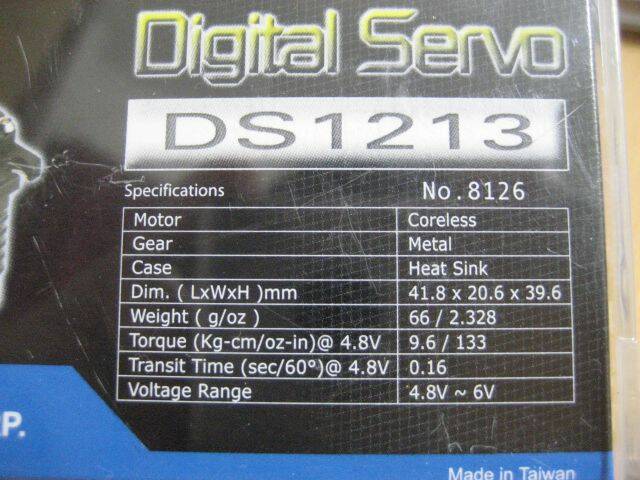 Digital Servo
DS1213
Specifications No.8126
Motor Coreless
Gear Metal
Case Heat Sink
Dim. ( LxWxH )mm 41.8 x 20.6 x 39.6
Weight ( g/oz ) 66 / 2.328
Torque (Kg-cm/oz-in)@ 4.8V 9.6 / 133
Transit Time (sec/60°)@ 4.8V 0.16
Voltage Range 4.8V ~ 6V
P.
Made in Taiwan